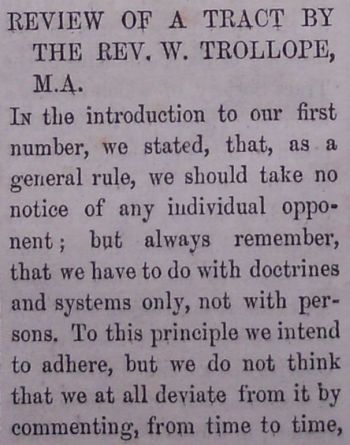 REVIEW OF A TRACT BY
THE REV. W. TROLLOPE,
M.A.
In the introduction to our first
number, we stated, that, as a
general rule, we should take no
notice of any individual oppo-
nent; but always remember,
that we have to do with doctrines
and systems only, not with per-
sons. To this principle we intend
to adhere, but we do not think
that we at all deviate from it by
commenting, from time to time,